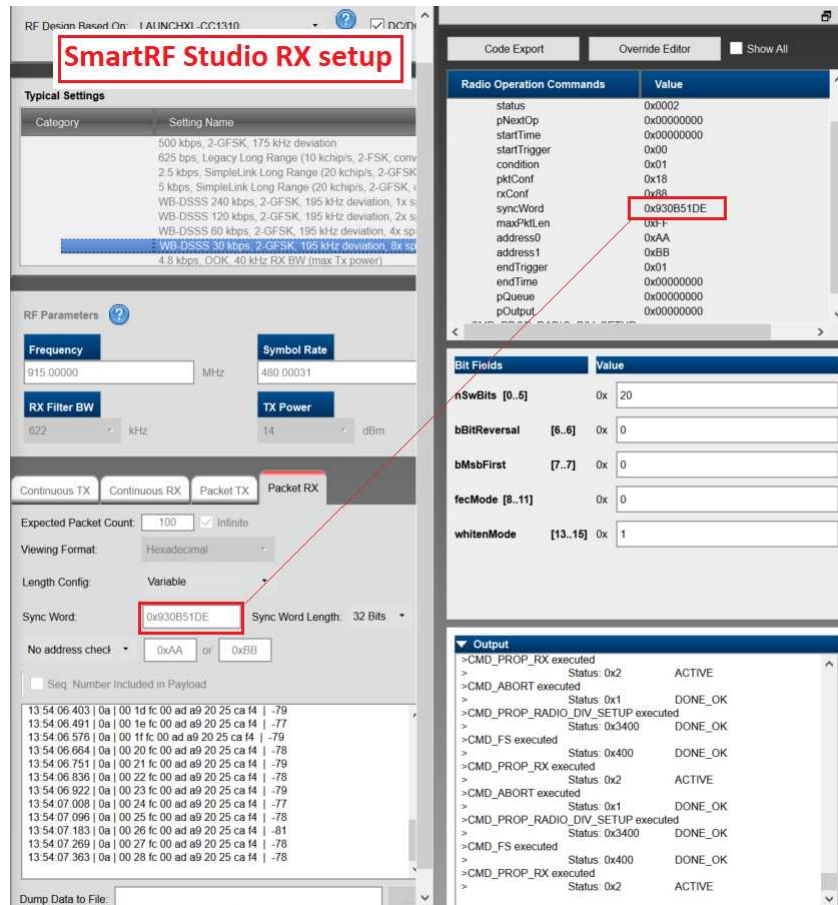 RF Design Based On: LAUNCHXL-CC1310
SmartRF Studio RX setup
Typical Settings
Category Setting Name
500 kbps, 2-GFSK, 175 kHz deviation
625 bps, Legacy Long Range (10 kchip/s, 2-FSK, conv
2.5 kbps, SimpleLink Long Range (20 kchip/s, 2-GFSK
5 kbps, SimpleLink Long Range (20 kchip/s, 2-GFSK,
WB-DSSS 240 kbps, 2-GFSK, 195 kHz deviation, 1x s
WB-DSSS 120 kbps, 2-GFSK, 195 kHz deviation, 2x s
WB-DSSS 60 kbps, 2-GFSK, 195 kHz deviation, 4x sp
WB-DSSS 30 kbps, 2-GFSK, 195 kHz deviation, 8x sp
4.8 kbps, OOK, 40 kHz RX BW (max Tx power)
RF Parameters ?
Frequency Symbol Rate
915.00000 MHz 480.00031
RX Filter BW TX Power
622 kHz 14 dBm
Continuous TX Continuous RX Packet TX Packet RX
Expected Packet Count: 100 Infinite
Viewing Format: Hexadecimal
Length Config: Variable
Sync Word: 0x930B51DE Sync Word Length: 32 Bits
No address check 0xAA or 0xBB
Seq. Number Included in Payload
13:54:06.403 | 0a | 00 1d fc 00 ad a9 20 25 ca f4 | -79
13:54:06.491 | 0a | 00 1e fc 00 ad a9 20 25 ca f4 | -77
13:54:06.576 | 0a | 00 1f fc 00 ad a9 20 25 ca f4 | -79
13:54:06.664 | 0a | 00 20 fc 00 ad a9 20 25 ca f4 | -78
13:54:06.751 | 0a | 00 21 fc 00 ad a9 20 25 ca f4 | -79
13:54:06.836 | 0a | 00 22 fc 00 ad a9 20 25 ca f4 | -78
13:54:06.922 | 0a | 00 23 fc 00 ad a9 20 25 ca f4 | -79
13:54:07.008 | 0a | 00 24 fc 00 ad a9 20 25 ca f4 | -77
13:54:07.096 | 0a | 00 25 fc 00 ad a9 20 25 ca f4 | -78
13:54:07.183 | 0a | 00 26 fc 00 ad a9 20 25 ca f4 | -81
13:54:07.269 | 0a | 00 27 fc 00 ad a9 20 25 ca f4 | -78
13:54:07.363 | 0a | 00 28 fc 00 ad a9 20 25 ca f4 | -78
Dump Data to File:
Code Export Override Editor Show All
Radio Operation Commands Value
status 0x0002
pNextOp 0x00000000
startTime 0x00000000
startTrigger 0x00
condition 0x01
pktConf 0x18
rxConf 0x88
syncWord 0x930B51DE
maxPktLen 0xFF
address0 0xAA
address1 0xBB
endTrigger 0x01
endTime 0x00000000
pQueue 0x00000000
pOutput 0x00000000
Bit Fields Value
nSwBits [0..5] 0x 20
bBitReversal [6..6] 0x 0
bMsbFirst [7..7] 0x 0
fecMode [8..11] 0x 0
whitenMode [13..15] 0x 1
Output
>CMD_PROP_RX executed
> Status: 0x2 ACTIVE
>CMD_ABORT executed
> Status: 0x1 DONE_OK
>CMD_PROP_RADIO_DIV_SETUP executed
> Status: 0x3400 DONE_OK
>CMD_FS executed
> Status: 0x400 DONE_OK
>CMD_PROP_RX executed
> Status: 0x2 ACTIVE
>CMD_ABORT executed
> Status: 0x1 DONE_OK
>CMD_PROP_RADIO_DIV_SETUP executed
> Status: 0x3400 DONE_OK
>CMD_FS executed
> Status: 0x400 DONE_OK
>CMD_PROP_RX executed
> Status: 0x2 ACTIVE